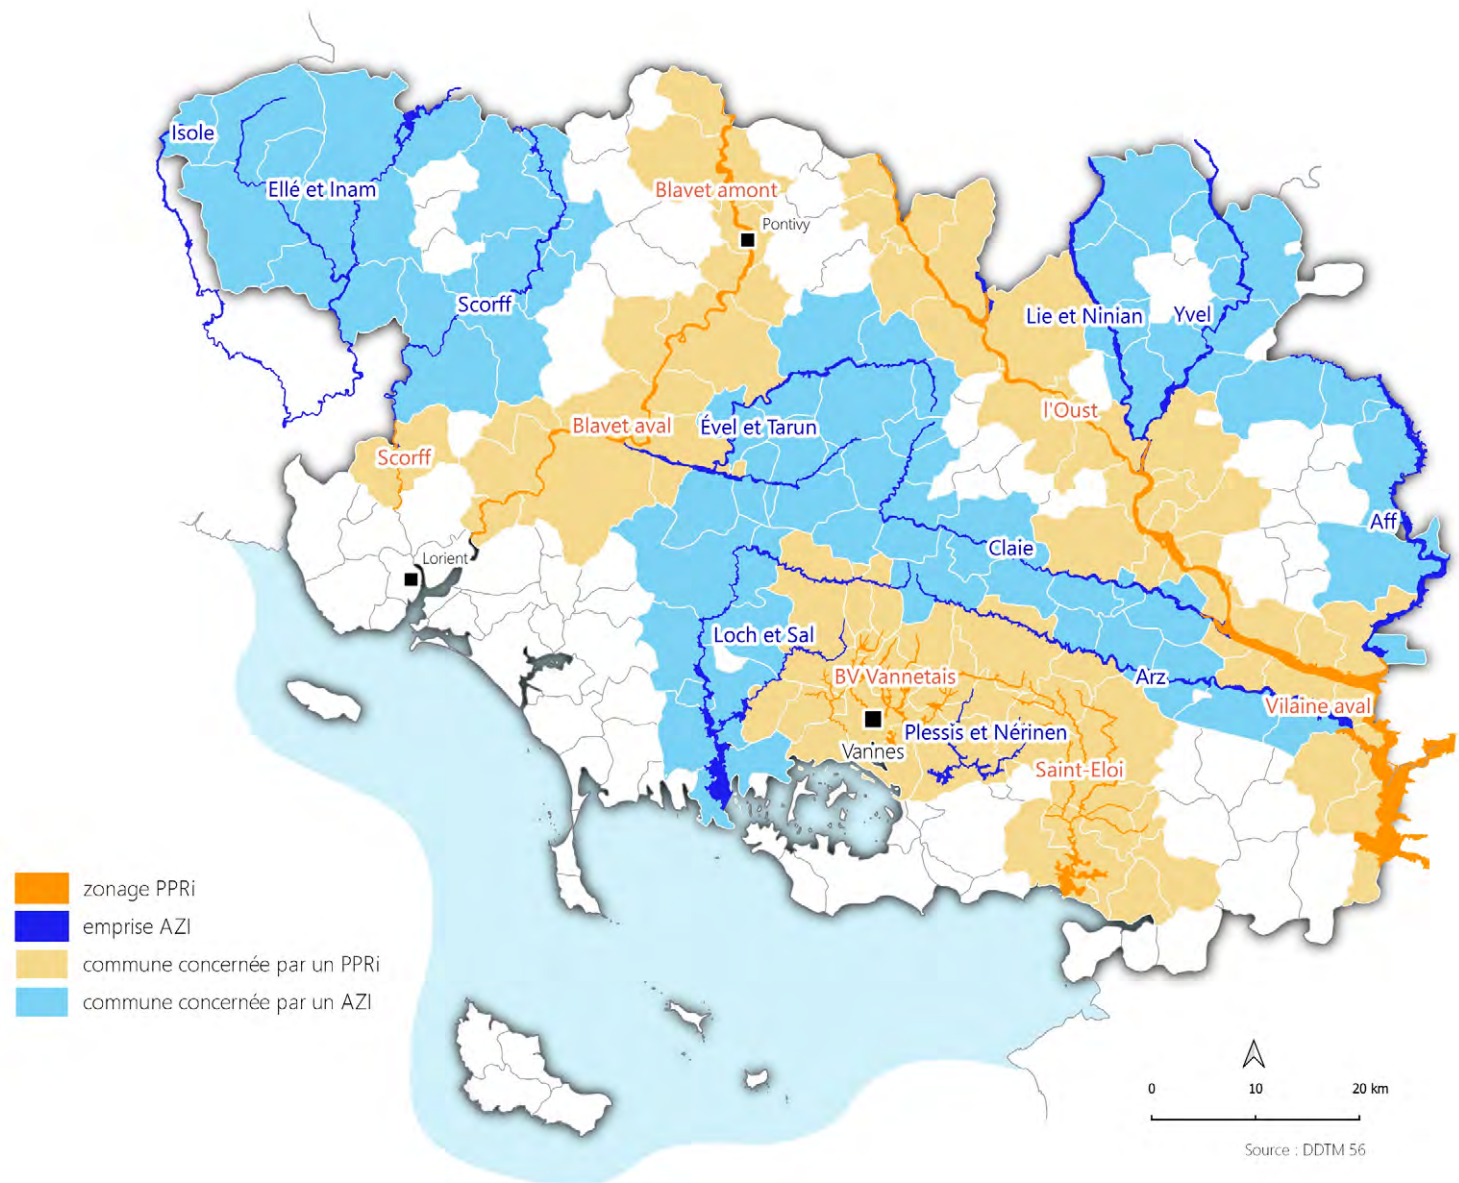 Isole
Ellé et Inam
Blavet amont
Pontivy
Scorff
Lie et Ninian
Yvel
l'Oust
Blavet aval
Ével et Tarun
Scorff
Aff
Claie
Lorient
Loch et Sal
BV Vannetais
Arz
Vilaine aval
Plessis et Nérinen
Vannes
Saint-Eloi
zonage PPRi
emprise AZI
commune concernée par un PPRi
commune concernée par un AZI
0 10 20 km
Source : DDTM 56